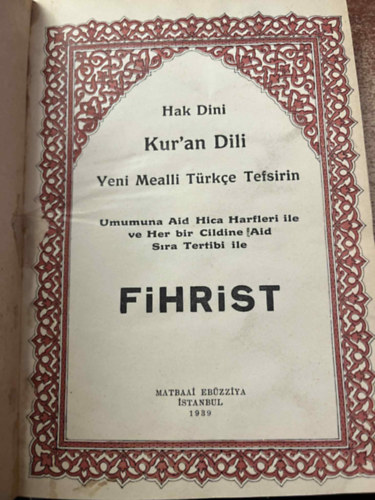 Hak Dini
Kur'an Dili
Yeni Mealli Türkçe Tefsirin
Umumuna Aid Hica Harfleri ile
ve Her bir Cildine Aid
Sıra Tertibi ile
FiHRiST
MATBAAİ EBÜZZİYA
İSTANBUL
1939